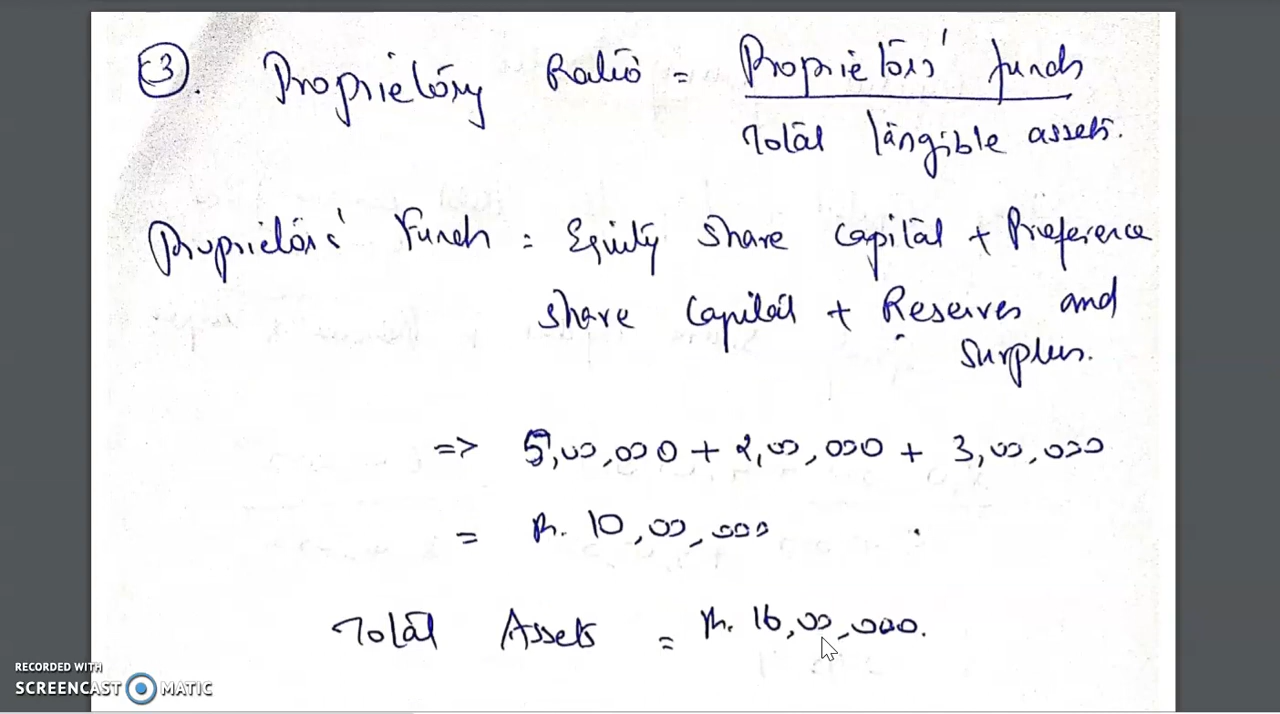 3. Proprietory Ratio = Proprietors' funds
Total tangible assets.
Proprietors' Funds = Equity share capital + Preference
share capital + Reserves and
surplus.
=> 5,00,000 + 2,00,000 + 3,00,000
= Rs. 10,00,000
Total Assets = Rs. 16,00,000.
RECORDED WITH
SCREENCAST MATIC